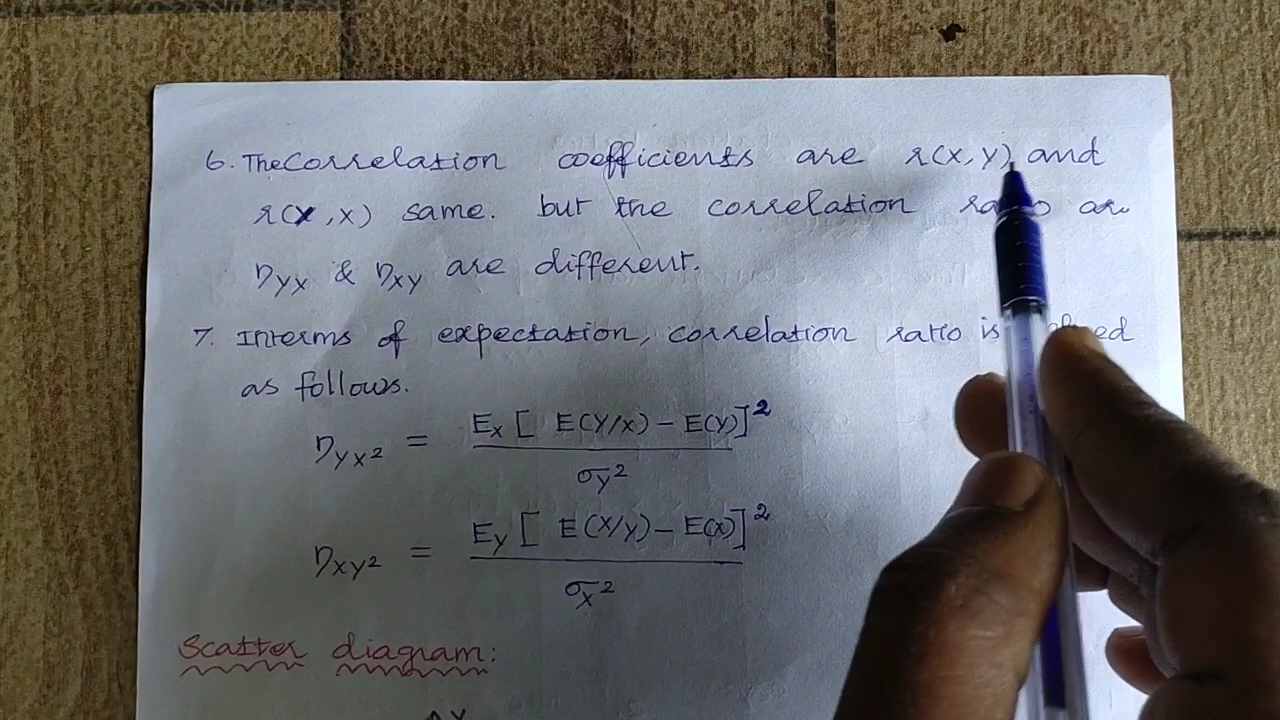 6. The Correlation coefficients are r(X, Y) and
r(Y, X) same. but the correlation are
ηYX & ηXY are different.
7. Interms of expectation, correlation ratio is
as follows.
ηYX² = EX [ E(Y/X) - E(Y)]² / σY²
ηXY² = EY [ E(X/Y) - E(X)]² / σX²
Scatter diagram:
Y